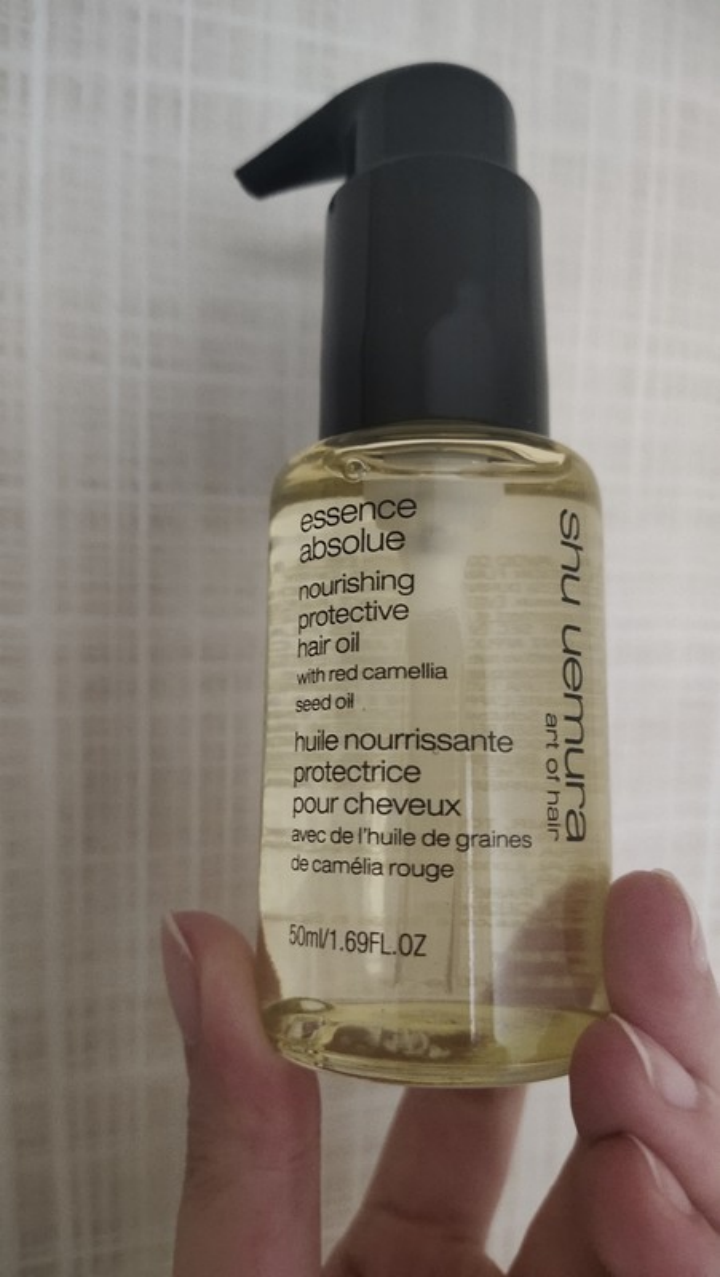 essence
absolue
nourishing
protective
hair oil
with red camellia
seed oil
huile nourrissante
protectrice
pour cheveux
avec de l'huile de graines
de camélia rouge
50ml/1.69FL.OZ
shu uemura
art of hair